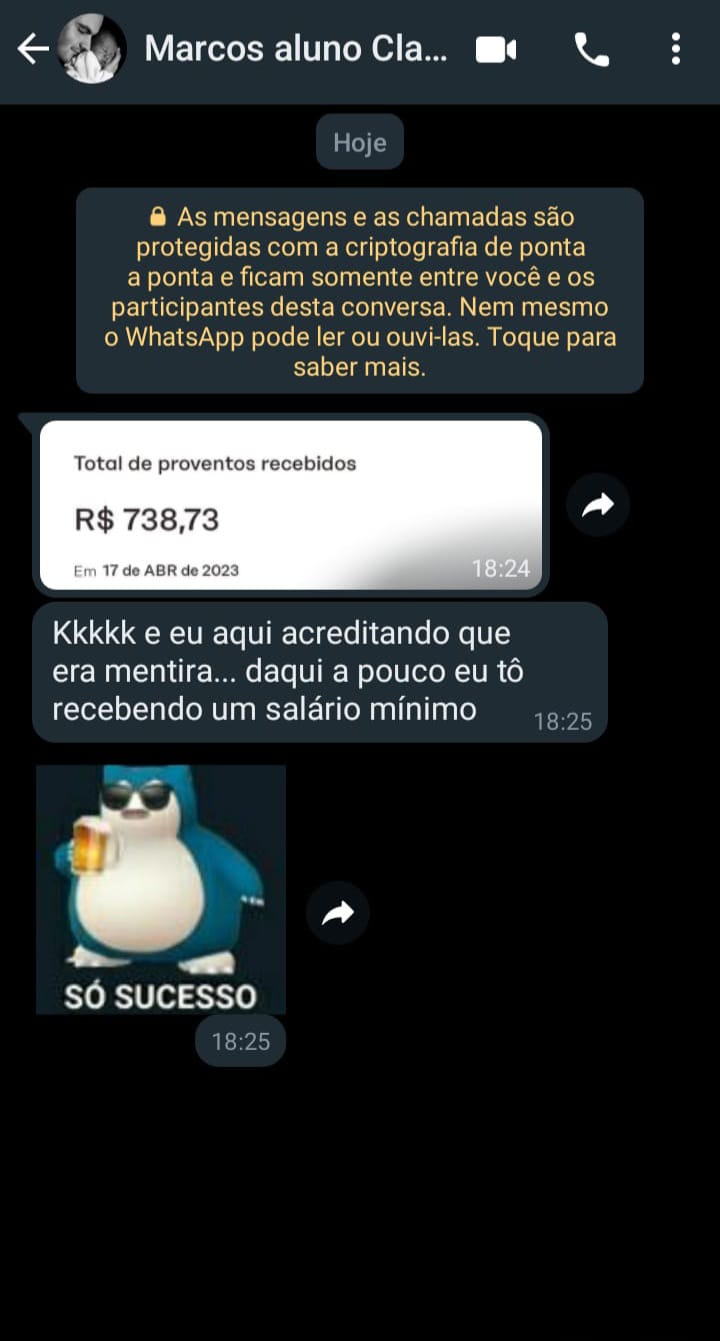 Marcos aluno Cla...
Hoje
As mensagens e as chamadas são
protegidas com a criptografia de ponta
a ponta e ficam somente entre você e os
participantes desta conversa. Nem mesmo
o WhatsApp pode ler ou ouvi-las. Toque para
saber mais.
Total de proventos recebidos
R$ 738,73
Em 17 de ABR de 2023
18:24
Kkkkk e eu aqui acreditando que
era mentira... daqui a pouco eu tô
recebendo um salário mínimo
18:25
SÓ SUCESSO
18:25